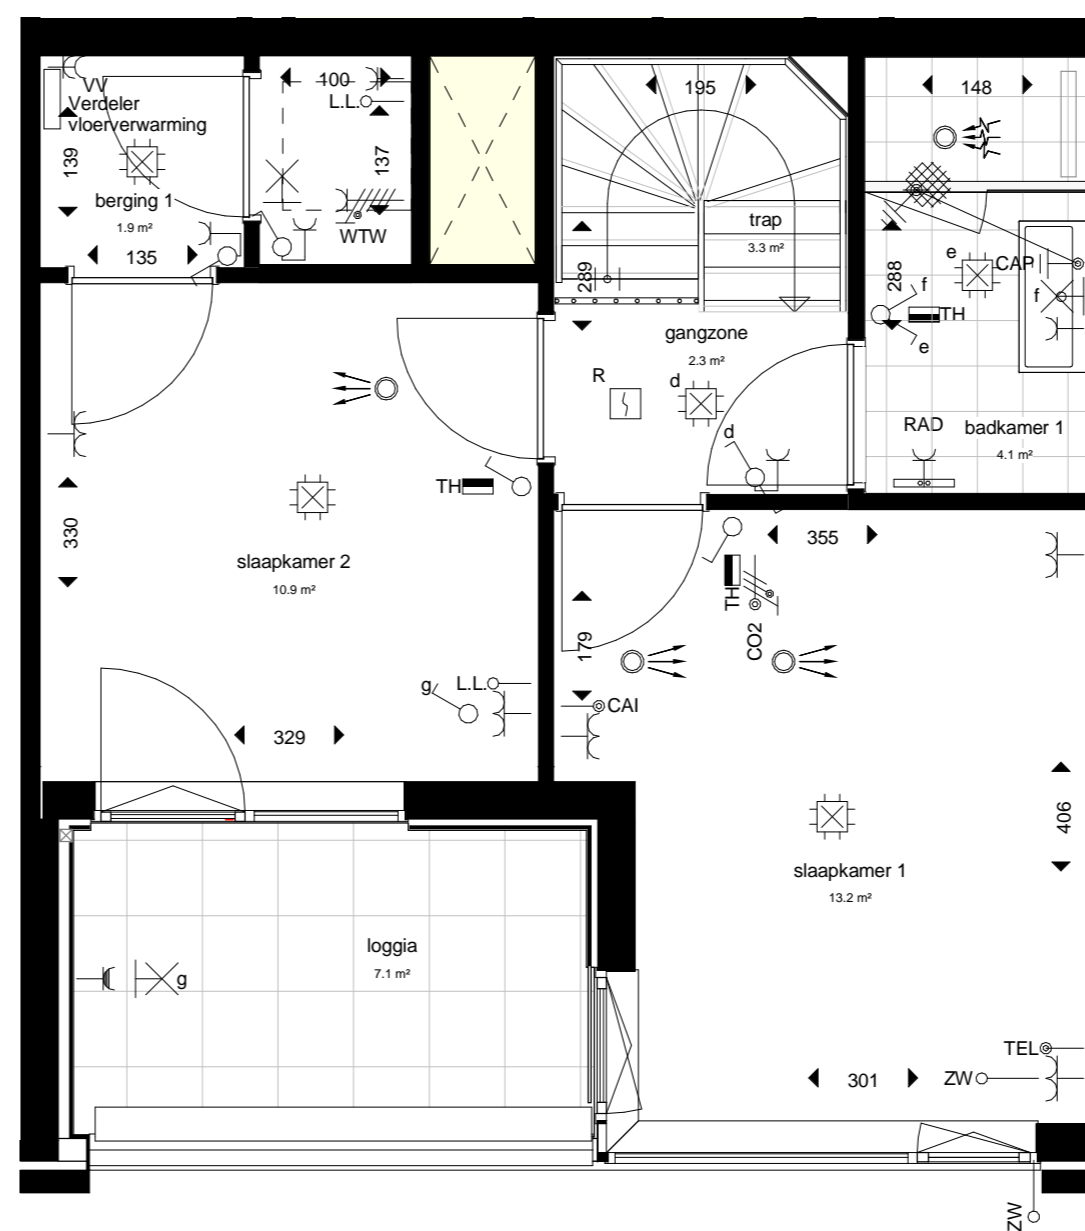 VV
Verdeler
vloerverwarming
139
berging 1
1.9 m²
135
100
L.L.
137
WTW
195
trap
3.3 m²
289
148
288
e
CAP
f
f
TH
e
gangzone
2.3 m²
R
d
d
RAD
badkamer 1
4.1 m²
TH
330
slaapkamer 2
10.9 m²
355
TH
CO2
179
g
L.L.
CAI
329
406
slaapkamer 1
13.2 m²
loggia
7.1 m²
g
TEL
301
ZW
ZW